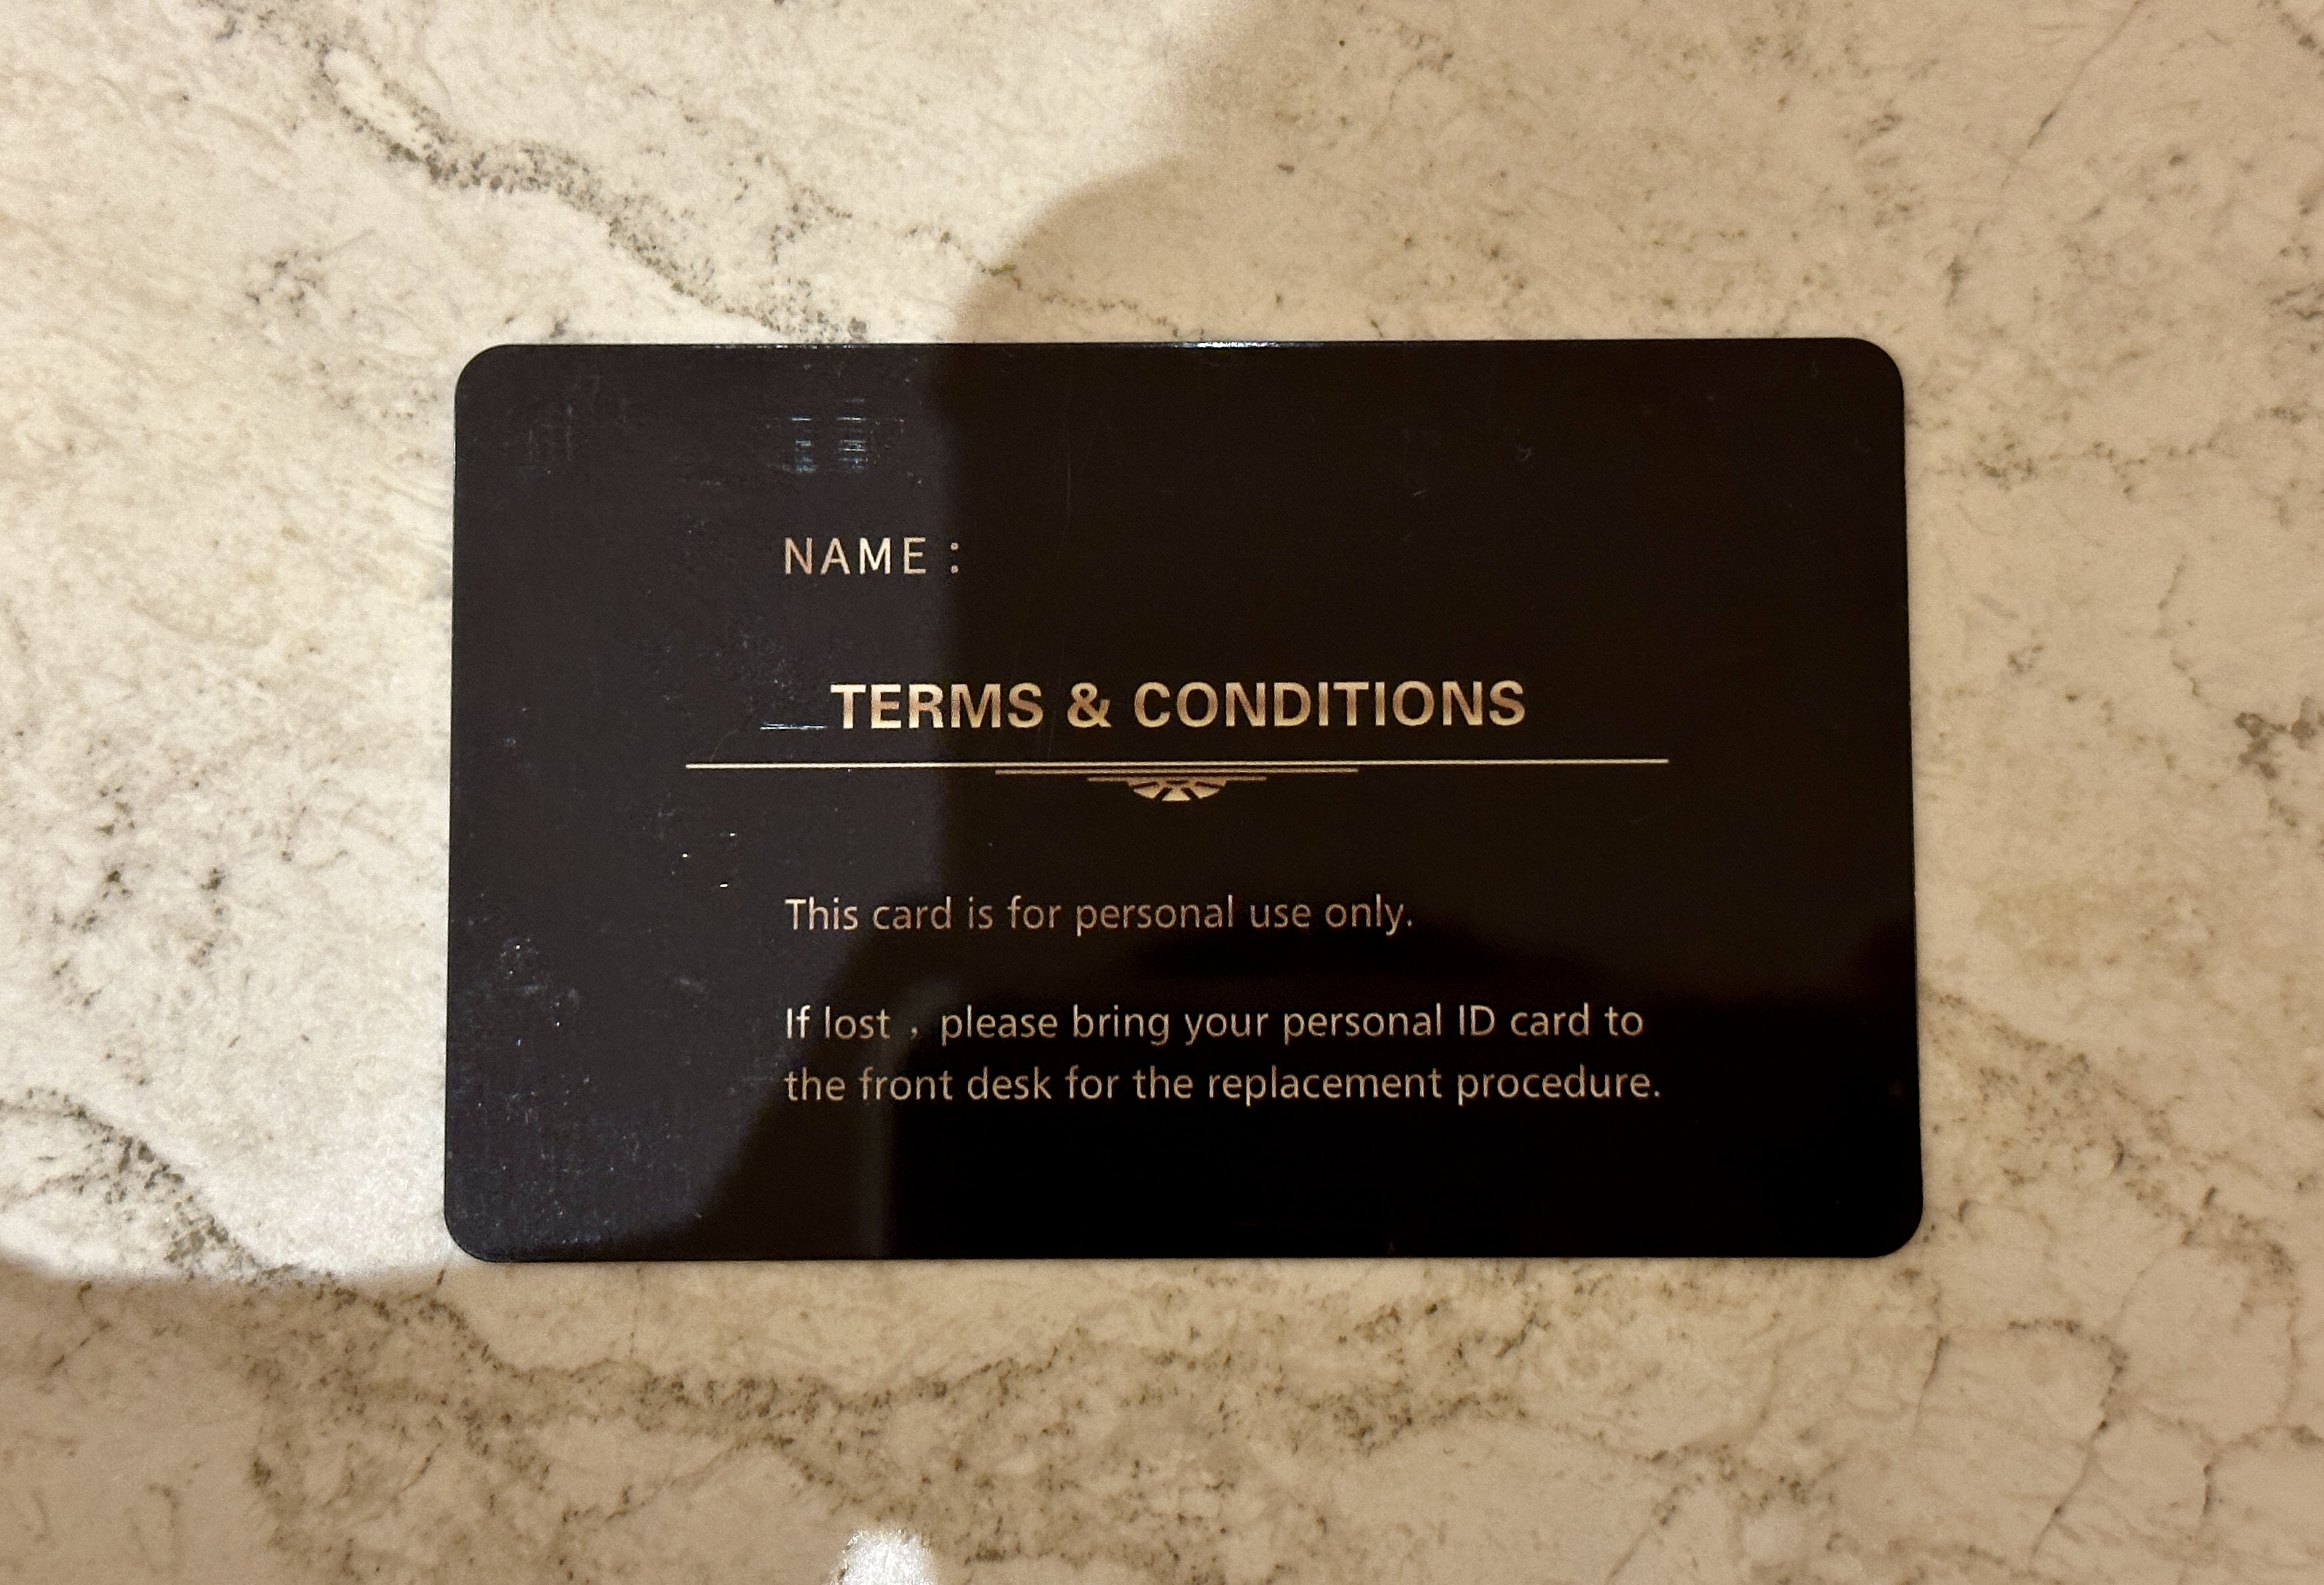 NAME :
TERMS & CONDITIONS
This card is for personal use only.
If lost , please bring your personal ID card to
the front desk for the replacement procedure.